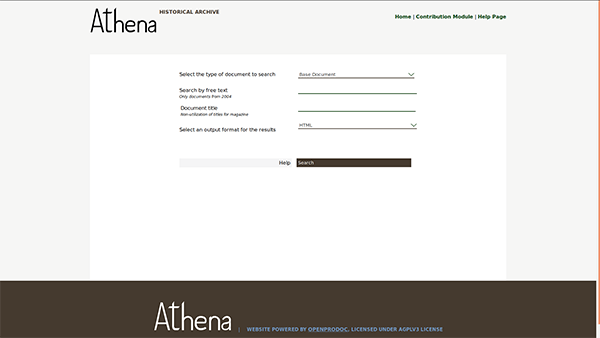 Athena HISTORICAL ARCHIVE
Home | Contribution Module | Help Page
Select the type of document to search
Base Document
Search by free text
Only documents from 2004
Document title
Non-utilization of titles for magazine
Select an output format for the results
HTML
Help
Search
Athena | WEBSITE POWERED BY OPENPRODOC, LICENSED UNDER AGPLV3 LICENSE